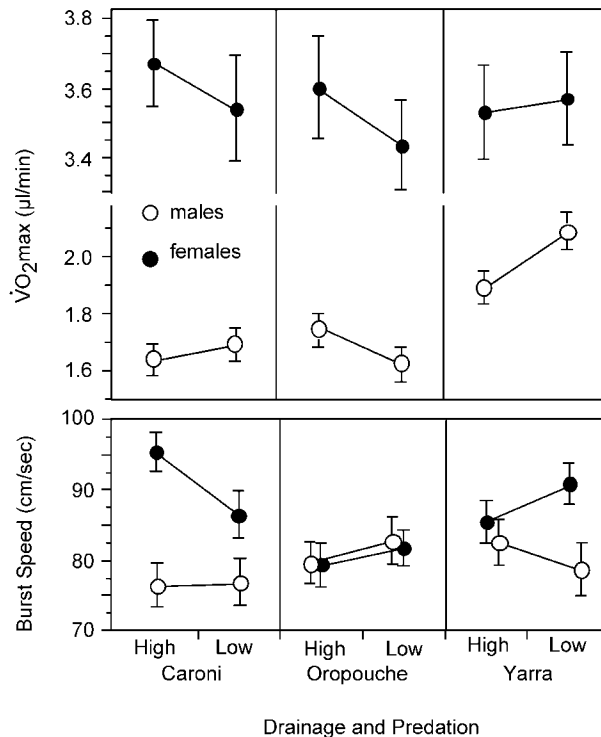 3.8
3.6
3.4
2.0
1.8
1.6
V̇O2max (µl/min)
males
females
100
90
80
70
Burst Speed (cm/sec)
High Low High Low High Low
Caroni Oropouche Yarra
Drainage and Predation